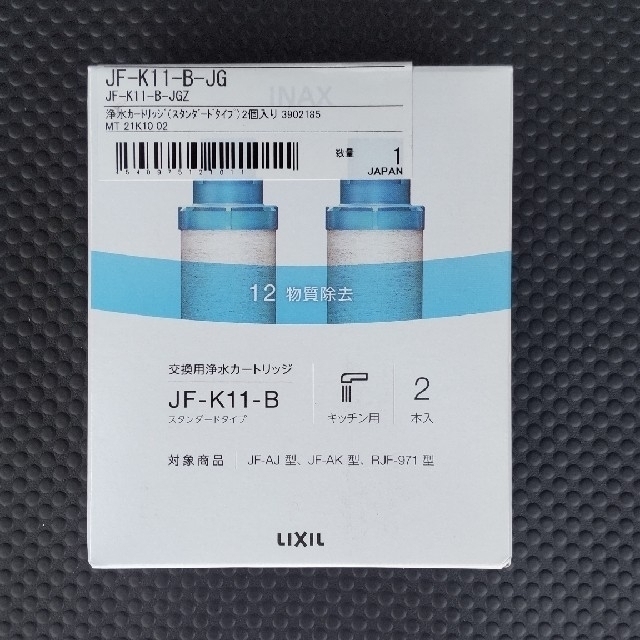 JF-K11-B-JG
JF-K11-B-JGZ
INAX
浄水カートリッジ(スタンダードタイプ)2個入り 3902185
MT 21K10 02
数量 1
JAPAN
12 物質除去
交換用浄水カートリッジ
JF-K11-B
スタンダードタイプ
キッチン用
2
本入
対象商品 JF-AJ 型、JF-AK 型、RJF-971 型
LIXIL